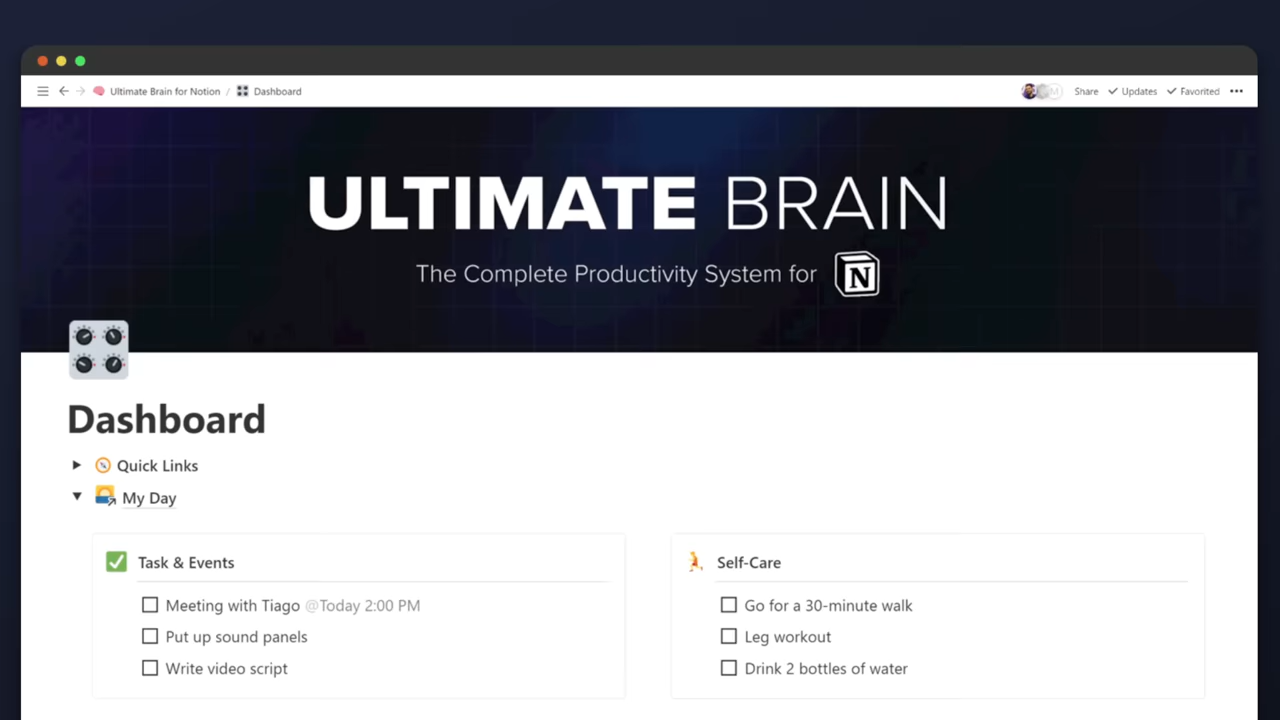 Ultimate Brain for Notion / Dashboard
M Share Updates Favorited
ULTIMATE BRAIN
The Complete Productivity System for N
Dashboard
Quick Links
My Day
Task & Events
Meeting with Tiago @Today 2:00 PM
Put up sound panels
Write video script
Self-Care
Go for a 30-minute walk
Leg workout
Drink 2 bottles of water